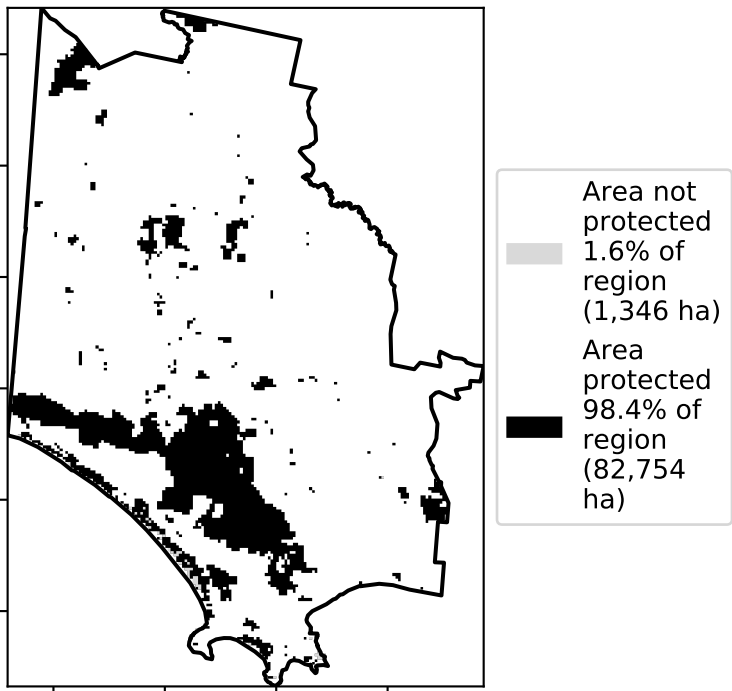 Area not
protected
1.6% of
region
(1,346 ha)
Area
protected
98.4% of
region
(82,754
ha)